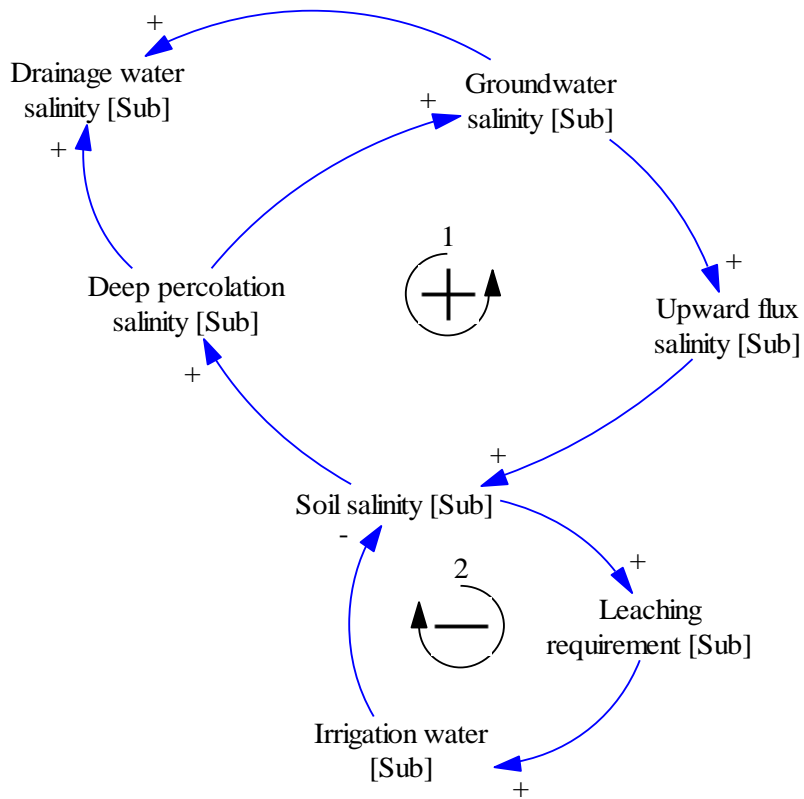 +
Drainage water
salinity [Sub]
+
Groundwater
salinity [Sub]
+
1
+
Deep percolation
salinity [Sub]
+
Upward flux
salinity [Sub]
+
Soil salinity [Sub]
-
2
+
Leaching
requirement [Sub]
Irrigation water
[Sub]
+